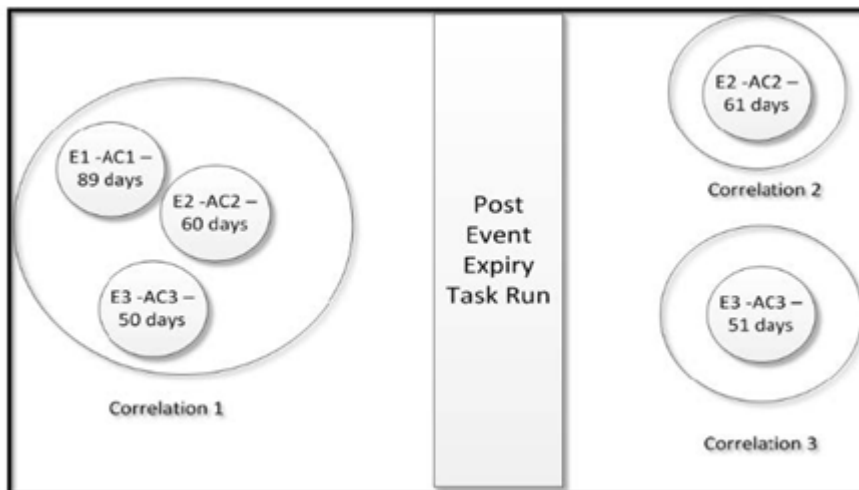 E1 -AC1 –
89 days
E2 -AC2 –
60 days
E3 -AC3 –
50 days
Correlation 1
Post
Event
Expiry
Task Run
E2 -AC2 –
61 days
Correlation 2
E3 -AC3 –
51 days
Correlation 3